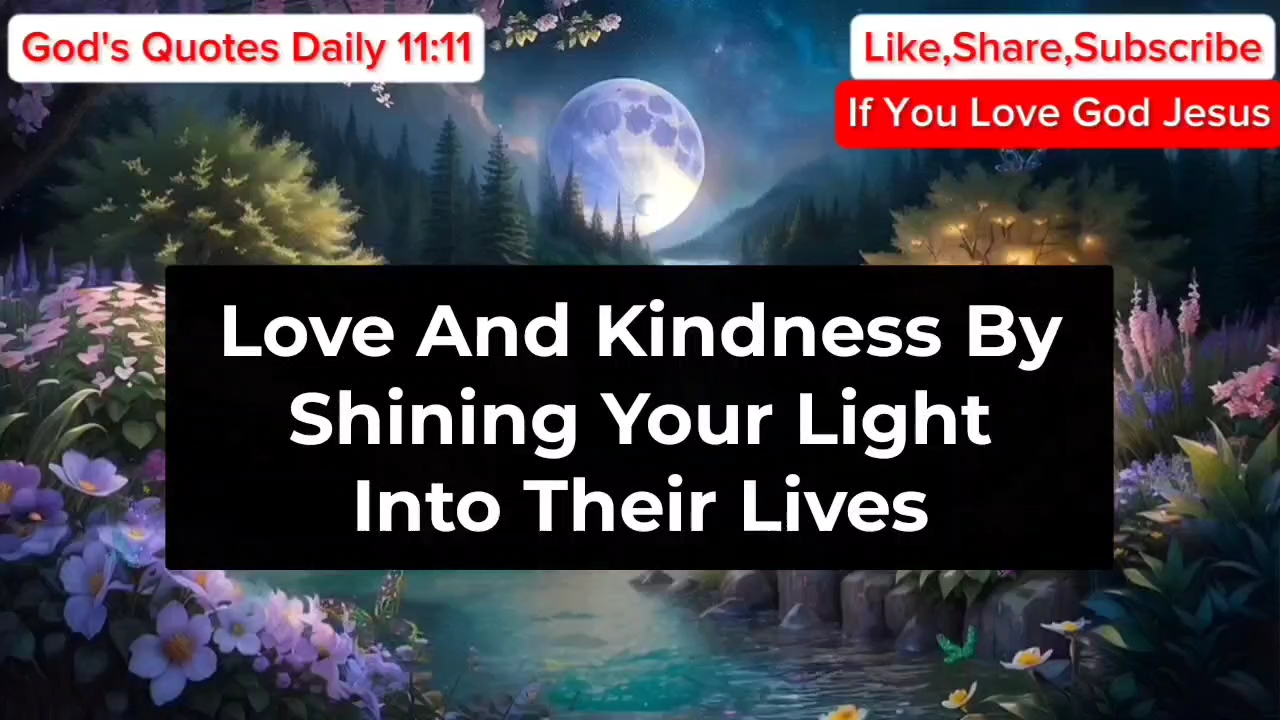 God's Quotes Daily 11:11
Like,Share,Subscribe
If You Love God Jesus
Love And Kindness By
Shining Your Light
Into Their Lives